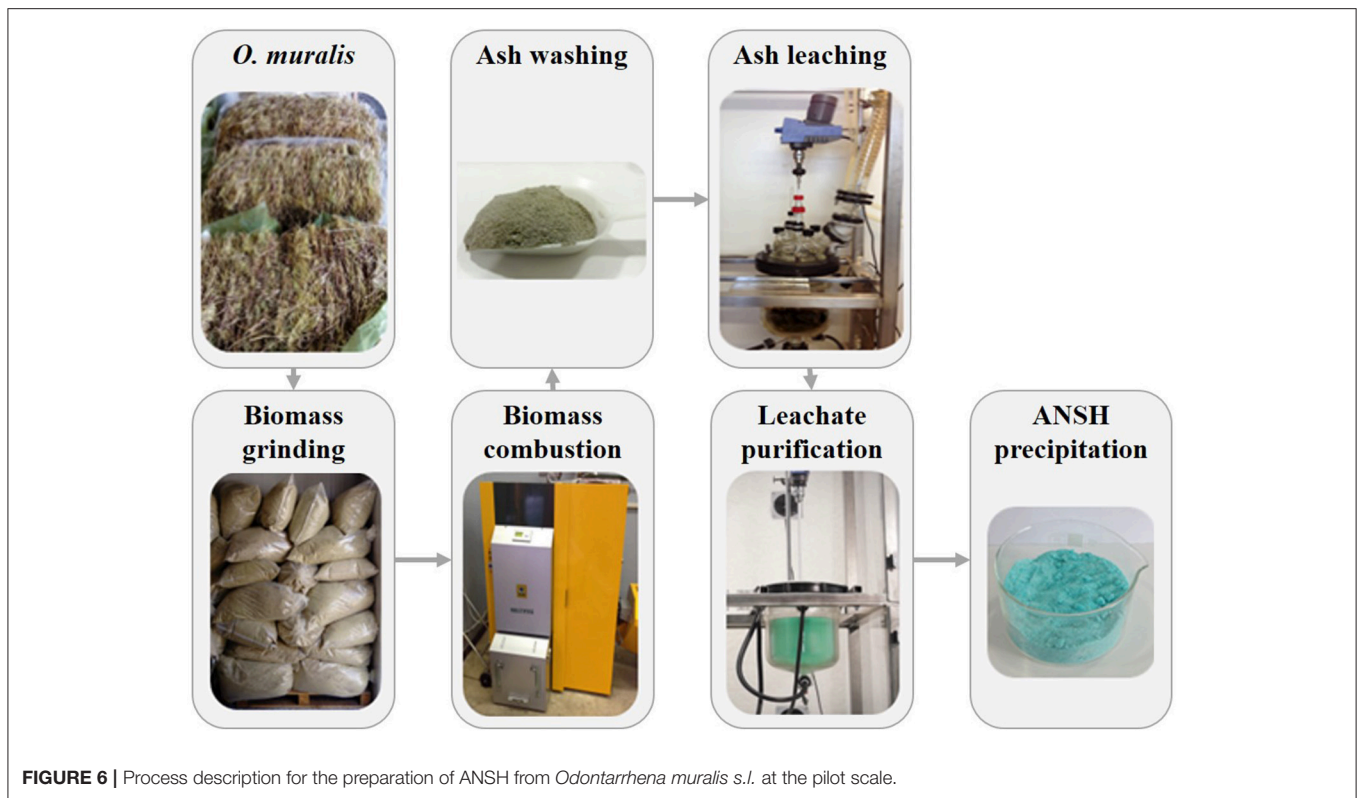 O. muralis
Ash washing
Ash leaching
Biomass
grinding
Biomass
combustion
Leachate
purification
ANSH
precipitation
FIGURE 6 | Process description for the preparation of ANSH from Odontarrhena muralis s.l. at the pilot scale.